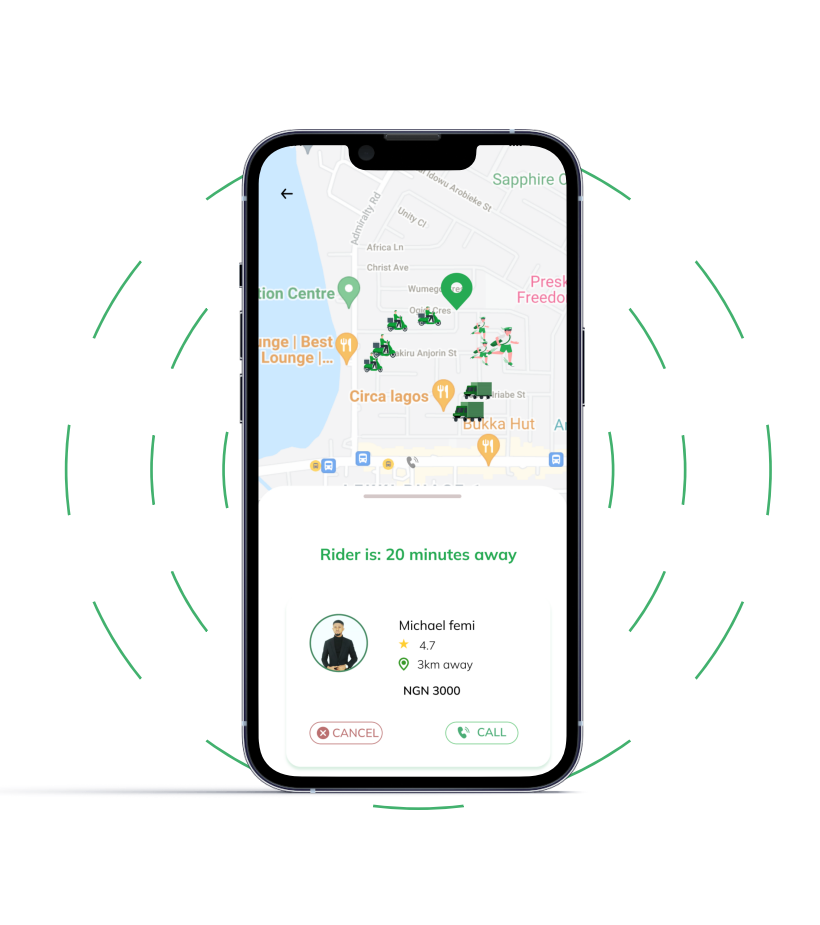 Idowu Arobieke St
Sapphire
Unity Cl
Admiralty Rd
Africa Ln
Christ Ave
Presk
Freedo
tion Centre
Wumego
Cres
akiru Anjorin St
unge | Best
Lounge |...
Circa lagos
riabe St
Bukka Hut
Rider is: 20 minutes away
Michael femi
4.7
3km away
NGN 3000
CANCEL
CALL